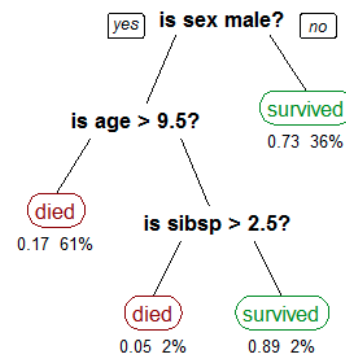 yes is sex male? no
is age > 9.5?
survived
0.73 36%
died
0.17 61%
is sibsp > 2.5?
died survived
0.05 2% 0.89 2%